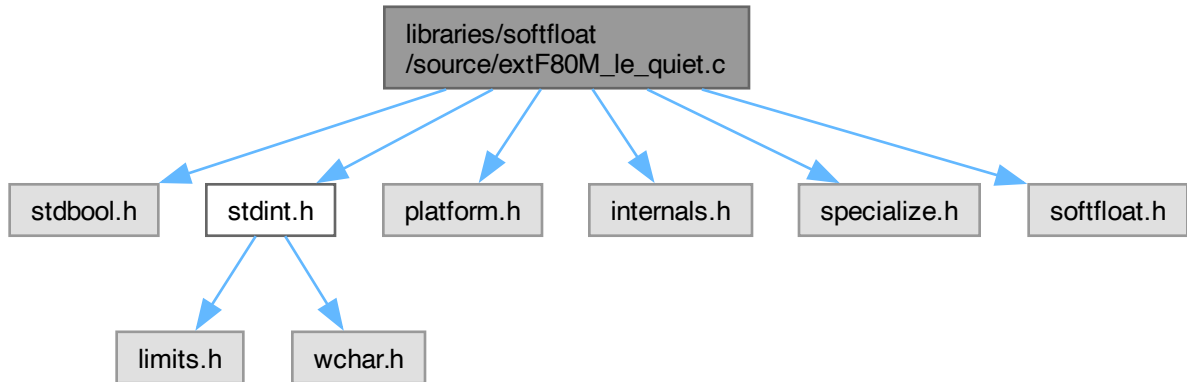 libraries/softfloat
/source/extF80M_le_quiet.c
stdbool.h
stdint.h
platform.h
internals.h
specialize.h
softfloat.h
limits.h
wchar.h